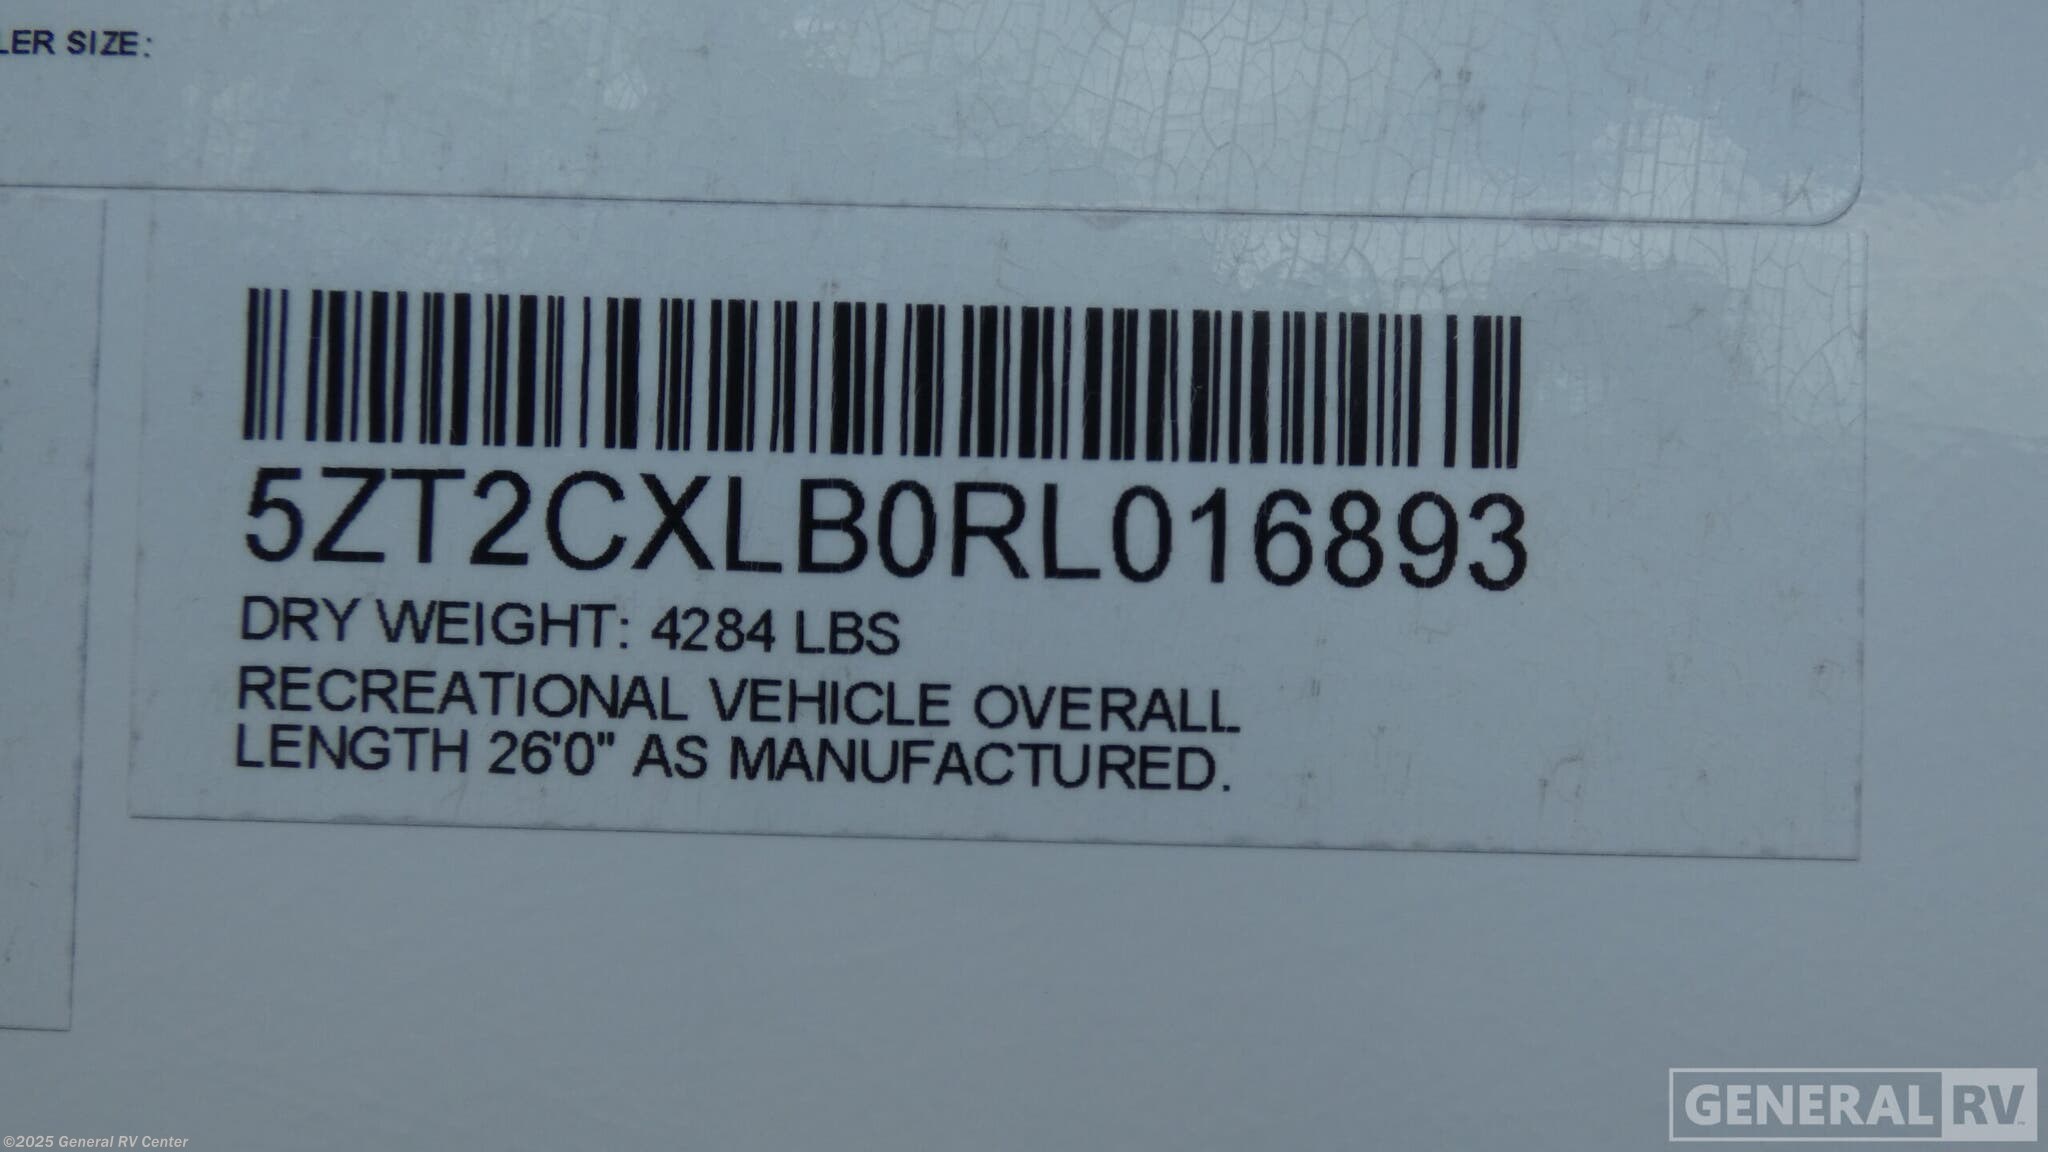 LER SIZE:
5ZT2CXLB0RL016893
DRY WEIGHT: 4284 LBS
RECREATIONAL VEHICLE OVERALL
LENGTH 26'0" AS MANUFACTURED.
GENERAL RV
©2025 General RV Center